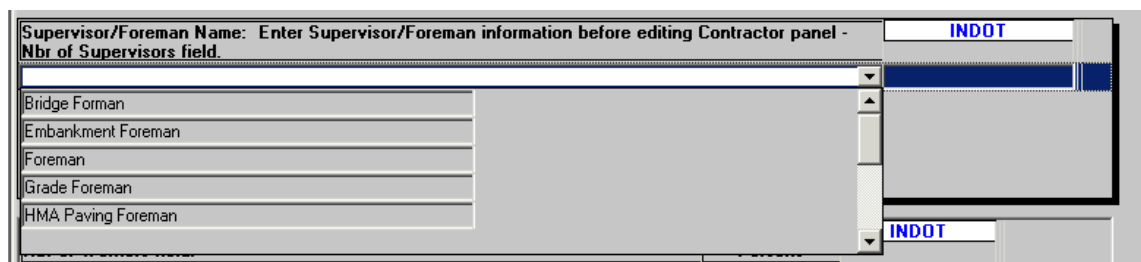 Supervisor/Foreman Name: Enter Supervisor/Foreman information before editing Contractor panel -
Nbr of Supervisors field.
INDOT
Bridge Forman
Embankment Foreman
Foreman
Grade Foreman
HMA Paving Foreman
INDOT